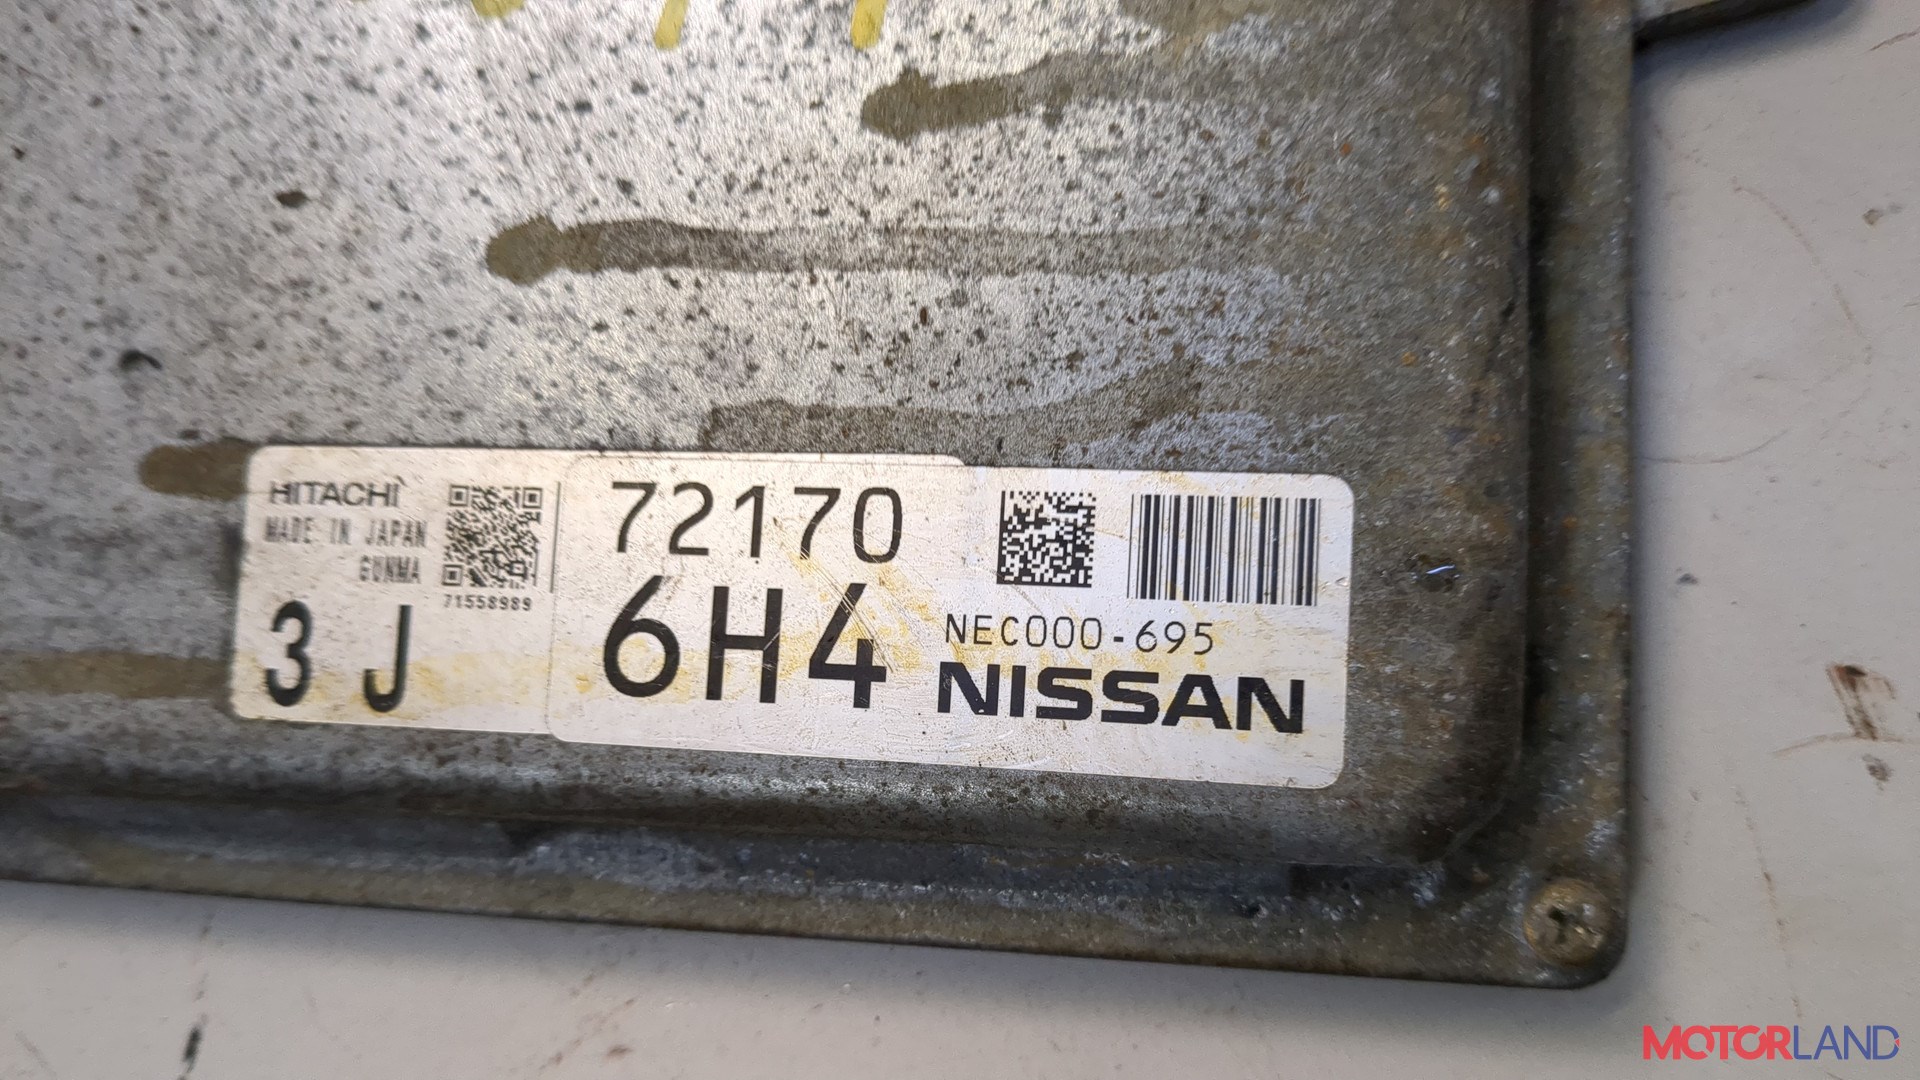 HITACHI
MADE IN JAPAN
GUNMA
71558989
3 J
72170
6H4
NEC000-695
NISSAN
MOTORLAND